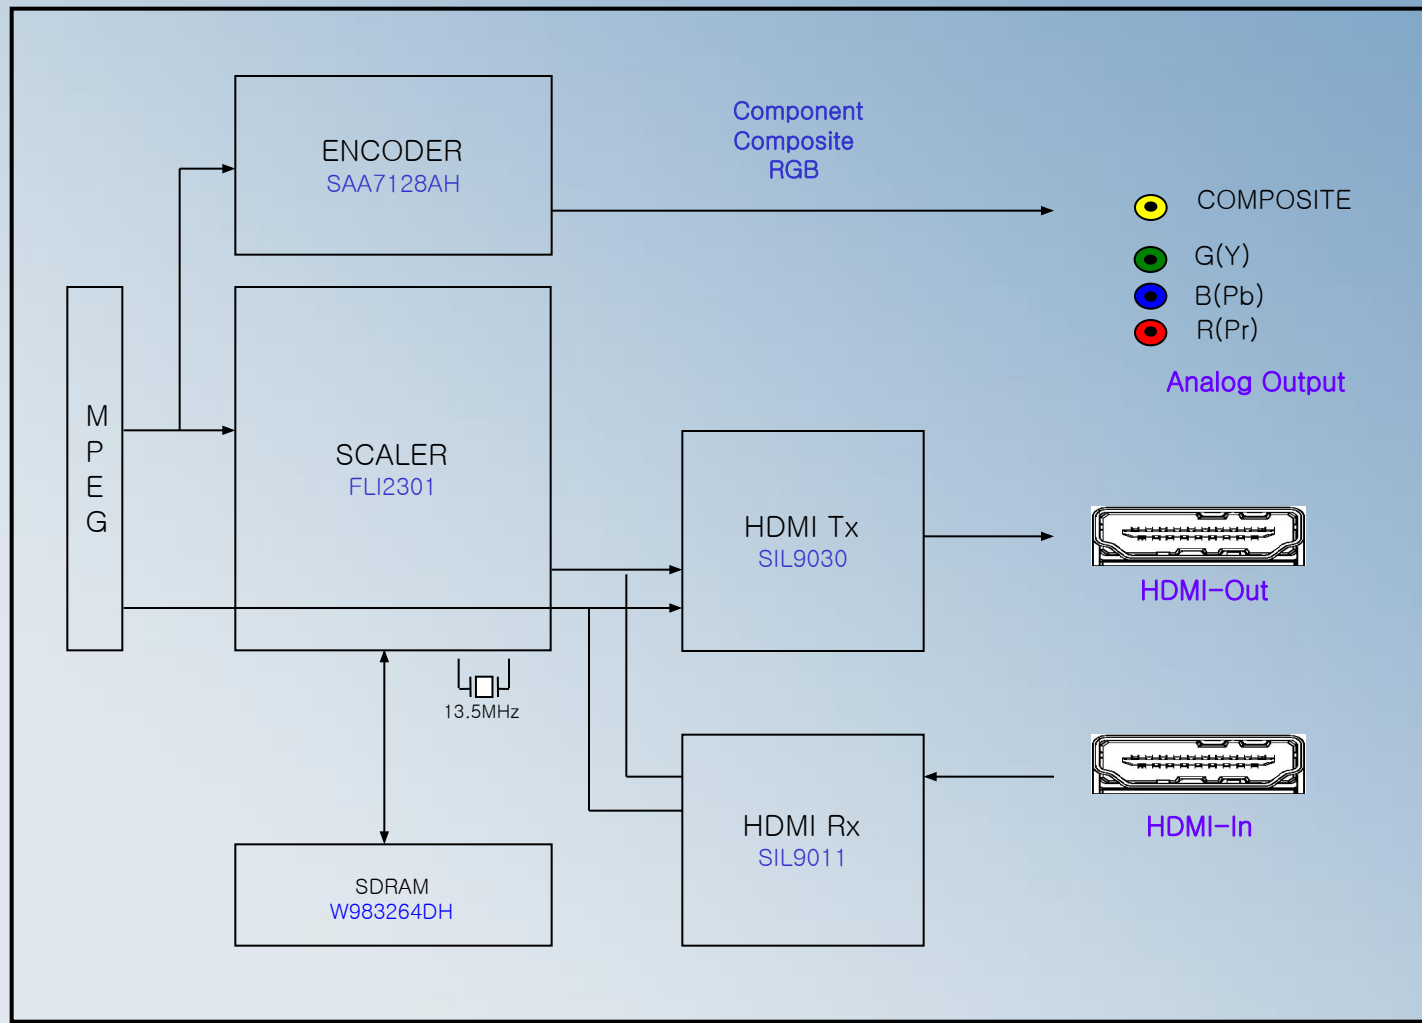 ENCODER
SAA7128AH
Component
Composite
RGB
COMPOSITE
G(Y)
B(Pb)
R(Pr)
Analog Output
M
P
E
G
SCALER
FLI2301
HDMI Tx
SIL9030
HDMI-Out
13.5MHz
HDMI Rx
SIL9011
HDMI-In
SDRAM
W983264DH